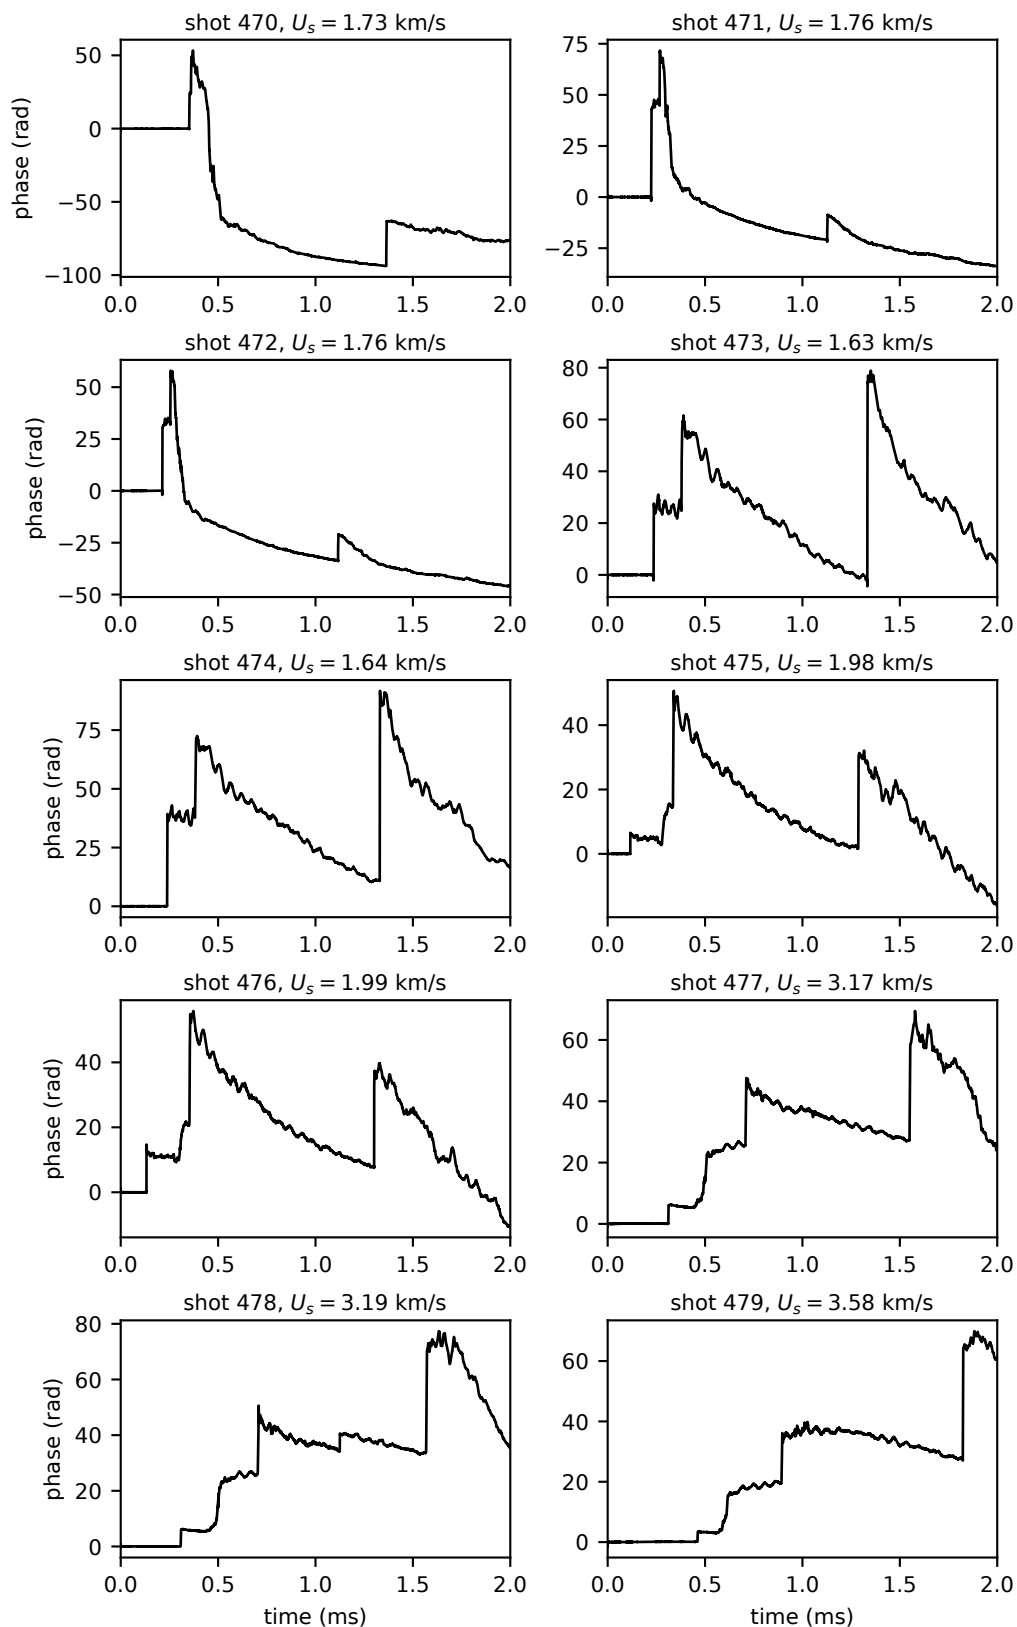 shot 470, U_s = 1.73 km/s
shot 471, U_s = 1.76 km/s
phase (rad)
50
0
−50
−100
75
50
25
0
−25
0.0 0.5 1.0 1.5 2.0
0.0 0.5 1.0 1.5 2.0
shot 472, U_s = 1.76 km/s
shot 473, U_s = 1.63 km/s
phase (rad)
50
25
0
−25
−50
80
60
40
20
0
0.0 0.5 1.0 1.5 2.0
0.0 0.5 1.0 1.5 2.0
shot 474, U_s = 1.64 km/s
shot 475, U_s = 1.98 km/s
phase (rad)
75
50
25
0
40
20
0
0.0 0.5 1.0 1.5 2.0
0.0 0.5 1.0 1.5 2.0
shot 476, U_s = 1.99 km/s
shot 477, U_s = 3.17 km/s
phase (rad)
40
20
0
60
40
20
0
0.0 0.5 1.0 1.5 2.0
0.0 0.5 1.0 1.5 2.0
shot 478, U_s = 3.19 km/s
shot 479, U_s = 3.58 km/s
phase (rad)
80
60
40
20
0
60
40
20
0
0.0 0.5 1.0 1.5 2.0
0.0 0.5 1.0 1.5 2.0
time (ms)
time (ms)